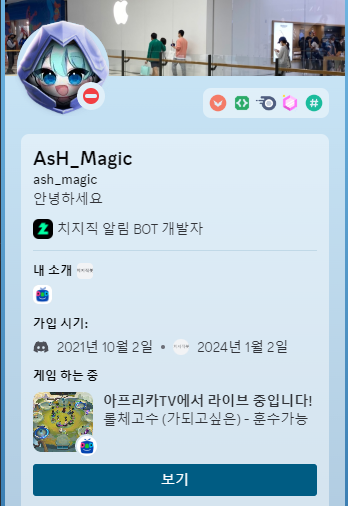 AsH_Magic
ash_magic
안녕하세요
치지직 알림 BOT 개발자
내 소개
가입 시기:
2021년 10월 2일 • 2024년 1월 2일
게임 하는 중
아프리카TV에서 라이브 중입니다!
롤체고수 (가되고싶은) - 훈수가능
보기